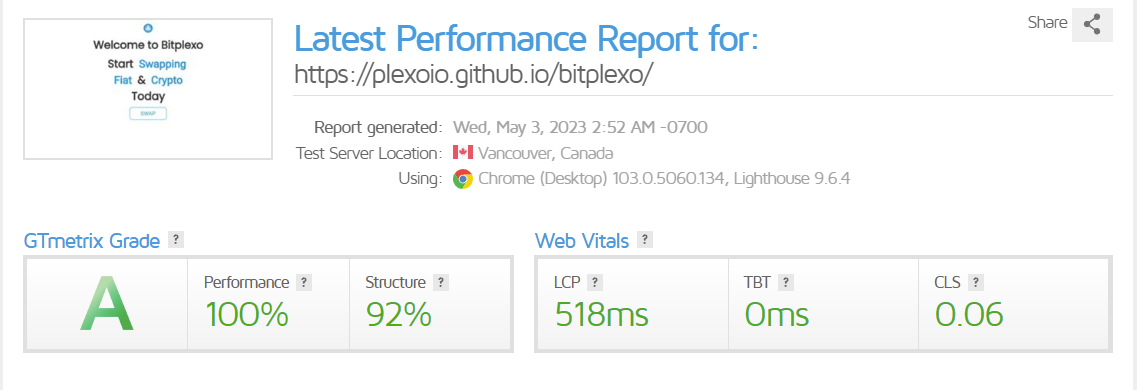 Welcome to Bitplexo
Start Swapping
Fiat & Crypto
Today
SWAP
Latest Performance Report for:
https://plexoio.github.io/bitplexo/
Share
Report generated: Wed, May 3, 2023 2:52 AM -0700
Test Server Location: Vancouver, Canada
Using: Chrome (Desktop) 103.0.5060.134, Lighthouse 9.6.4
GTmetrix Grade ?
A
Performance ?
100%
Structure ?
92%
Web Vitals ?
LCP ?
518ms
TBT ?
0ms
CLS ?
0.06